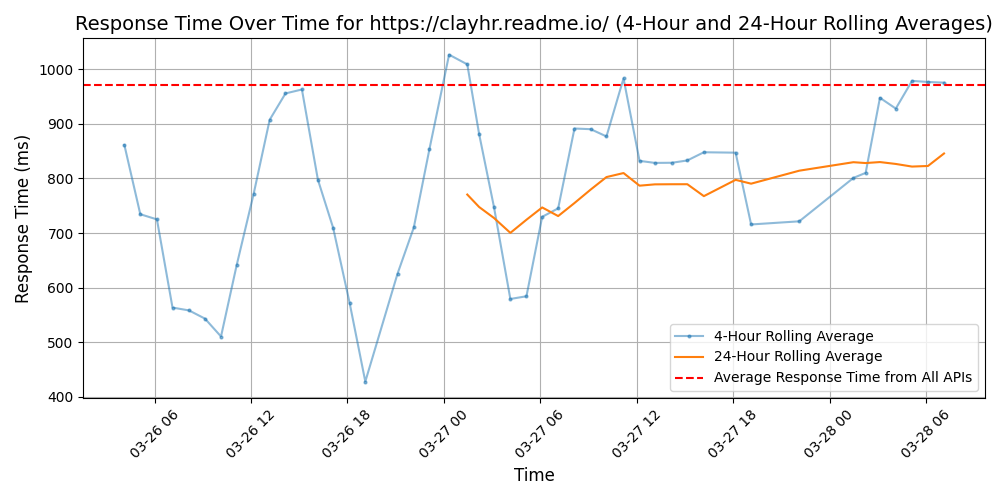 Response Time Over Time for https://clayhr.readme.io/ (4-Hour and 24-Hour Rolling Averages)
Response Time (ms)
1000
900
800
700
600
500
400
4-Hour Rolling Average
24-Hour Rolling Average
Average Response Time from All APIs
03-26 06
03-26 12
03-26 18
03-27 00
03-27 06
03-27 12
03-27 18
03-28 00
03-28 06
Time